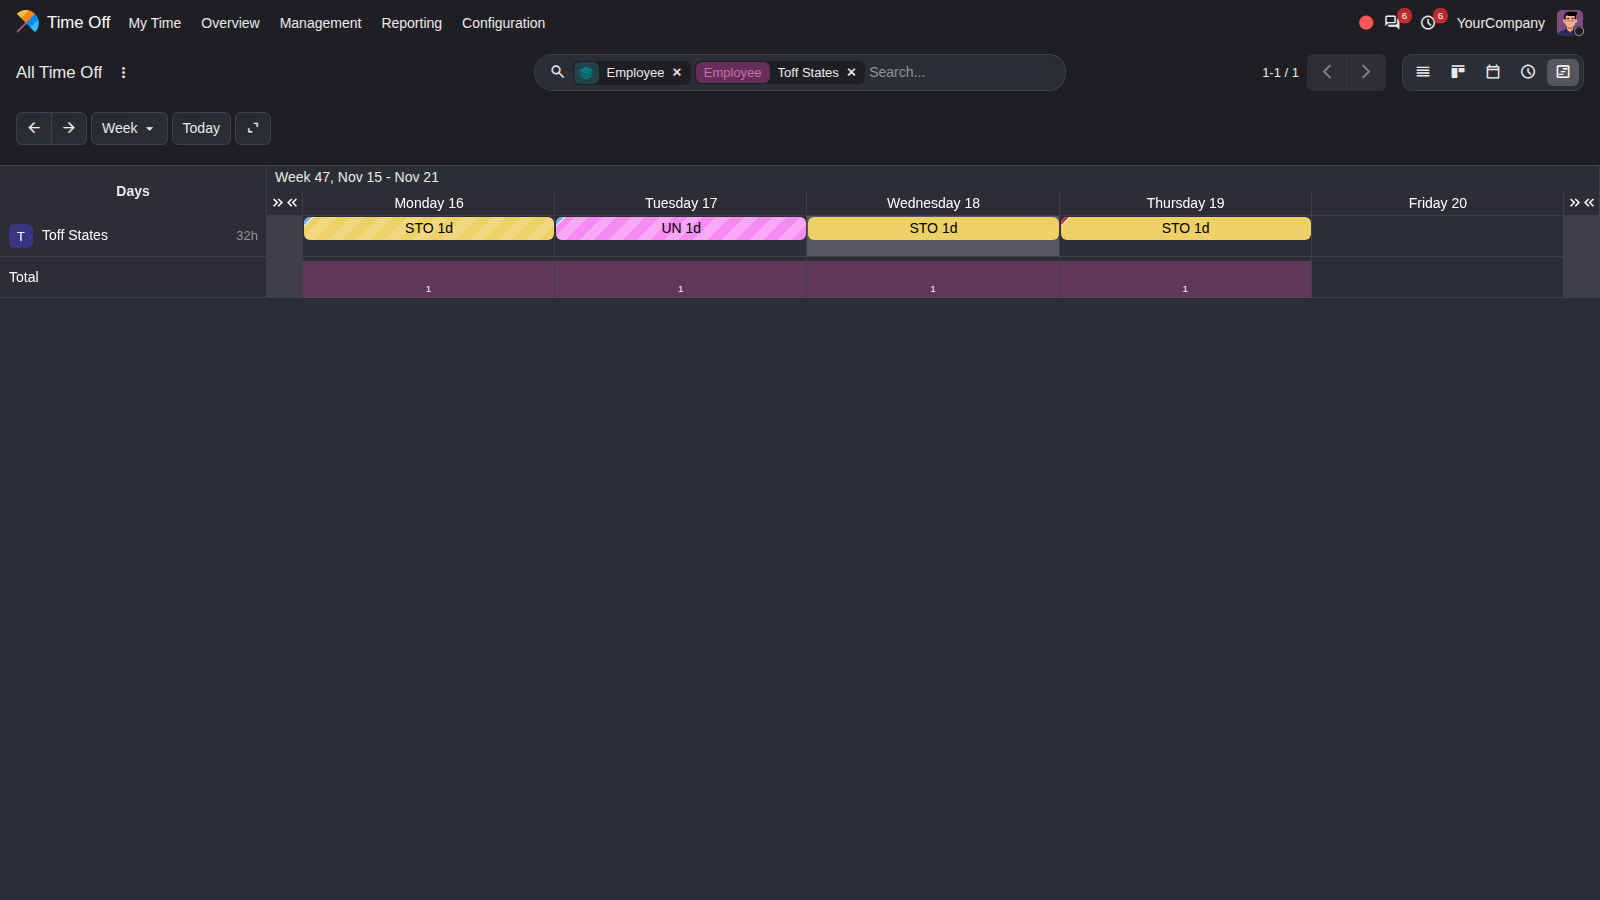 Time Off My Time Overview Management Reporting Configuration 6 6 YourCompany
All Time Off Employee Employee Toff States Search... 1-1 / 1
Week Today
Days Week 47, Nov 15 - Nov 21
Monday 16 Tuesday 17 Wednesday 18 Thursday 19 Friday 20
T Toff States 32h STO 1d UN 1d STO 1d STO 1d
Total 1 1 1 1